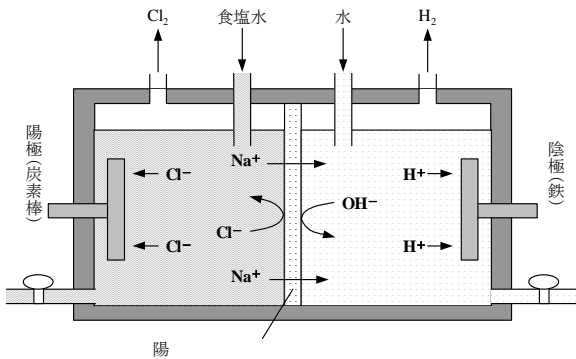 Cl₂
食塩水
水
H₂
陽極(炭素棒)
陰極(鉄)
Na⁺
Cl⁻
H⁺
OH⁻
Cl⁻
Cl⁻
H⁺
Na⁺
陽